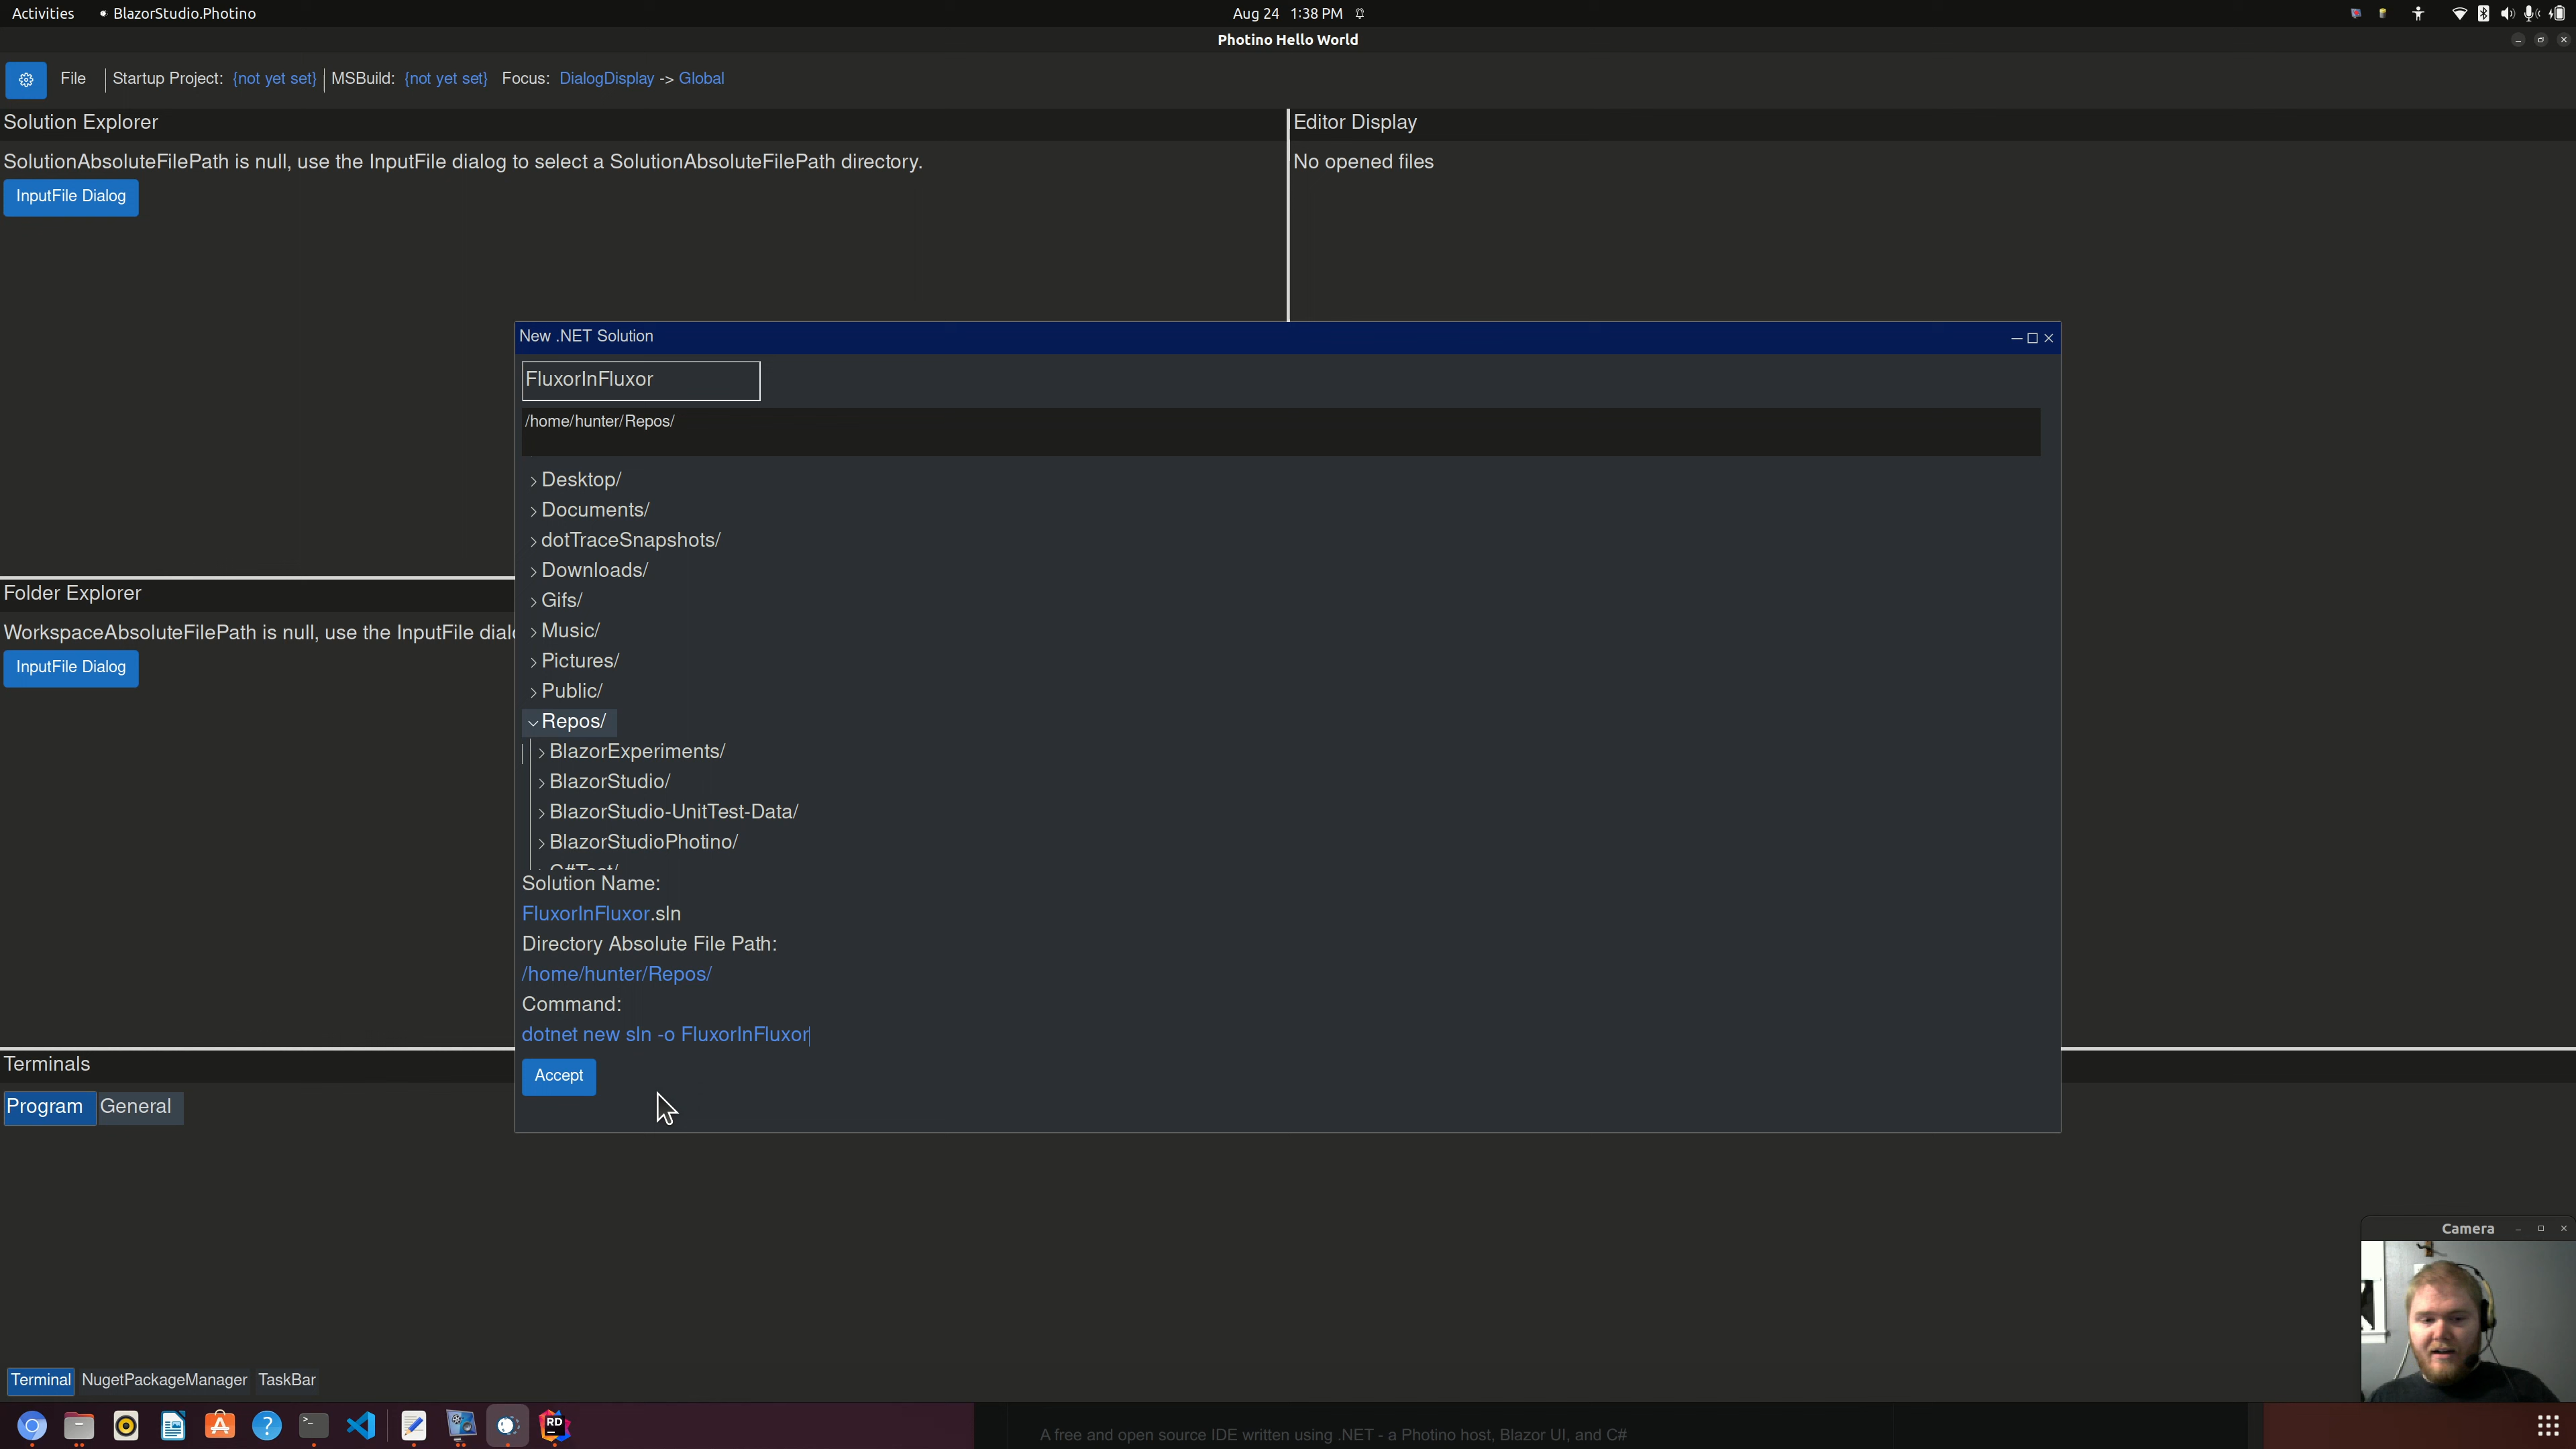 Activities
BlazorStudio.Photino
Aug 24 1:38 PM
Photino Hello World
File
Startup Project: {not yet set}
MSBuild: {not yet set}
Focus: DialogDisplay -> Global
Solution Explorer
SolutionAbsoluteFilePath is null, use the InputFile dialog to select a SolutionAbsoluteFilePath directory.
InputFile Dialog
Editor Display
No opened files
New .NET Solution
FluxorInFluxor
/home/hunter/Repos/
Desktop/
Documents/
dotTraceSnapshots/
Downloads/
Gifs/
Music/
Pictures/
Public/
Repos/
BlazorExperiments/
BlazorStudio/
BlazorStudio-UnitTest-Data/
BlazorStudioPhotino/
C#Test/
Solution Name:
FluxorInFluxor.sln
Directory Absolute File Path:
/home/hunter/Repos/
Command:
dotnet new sln -o FluxorInFluxor
Accept
Folder Explorer
WorkspaceAbsoluteFilePath is null, use the InputFile
InputFile Dialog
Terminals
Program
General
Camera
Terminal
NugetPackageManager
TaskBar
RD
A free and open source IDE written using .NET - a Photino host, Blazor UI, and C#